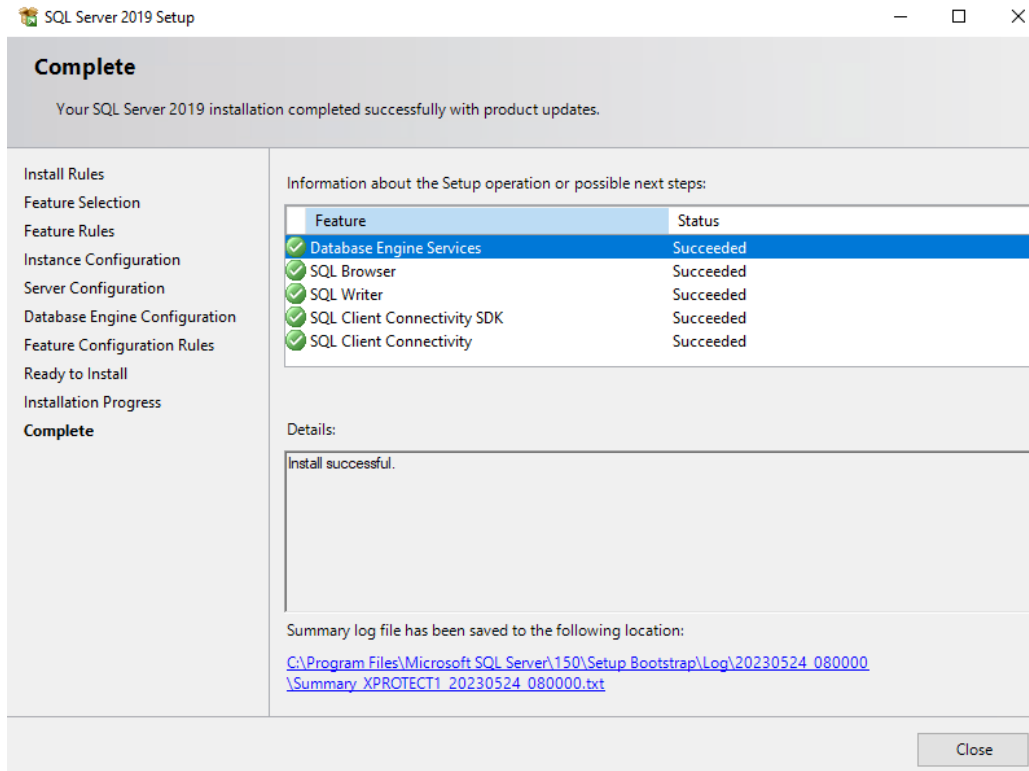 SQL Server 2019 Setup
Complete
Your SQL Server 2019 installation completed successfully with product updates.
Install Rules
Feature Selection
Feature Rules
Instance Configuration
Server Configuration
Database Engine Configuration
Feature Configuration Rules
Ready to Install
Installation Progress
Complete
Information about the Setup operation or possible next steps:
Feature Status
Database Engine Services Succeeded
SQL Browser Succeeded
SQL Writer Succeeded
SQL Client Connectivity SDK Succeeded
SQL Client Connectivity Succeeded
Details:
Install successful.
Summary log file has been saved to the following location:
C:\Program Files\Microsoft SQL Server\150\Setup Bootstrap\Log\20230524_080000
\Summary_XPROTECT1_20230524_080000.txt
Close